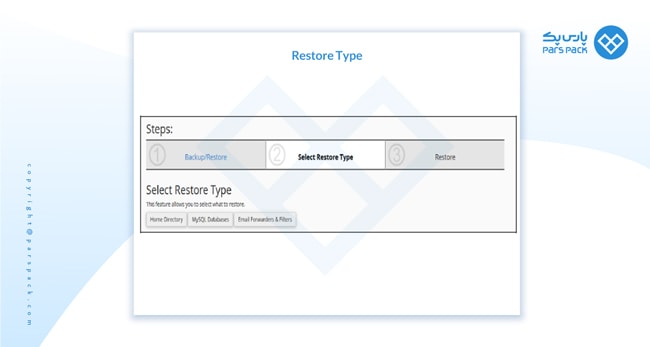 Restore Type
پارس پک
PARS PACK
Steps:
1 Backup/Restore
2 Select Restore Type
3 Restore
Select Restore Type
This feature allows you to select what to restore.
Home Directory MySQL Databases Email Forwarders & Filters
copyright@parspack.com